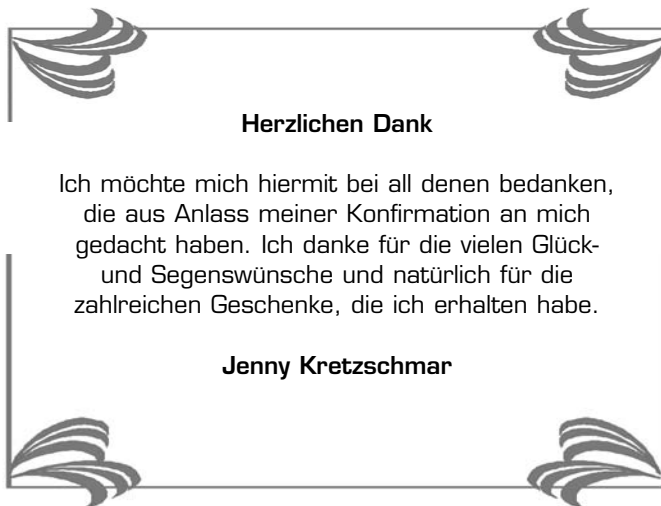 Herzlichen Dank
Ich möchte mich hiermit bei all denen bedanken,
die aus Anlass meiner Konfirmation an mich
gedacht haben. Ich danke für die vielen Glück-
und Segenswünsche und natürlich für die
zahlreichen Geschenke, die ich erhalten habe.
Jenny Kretzschmar